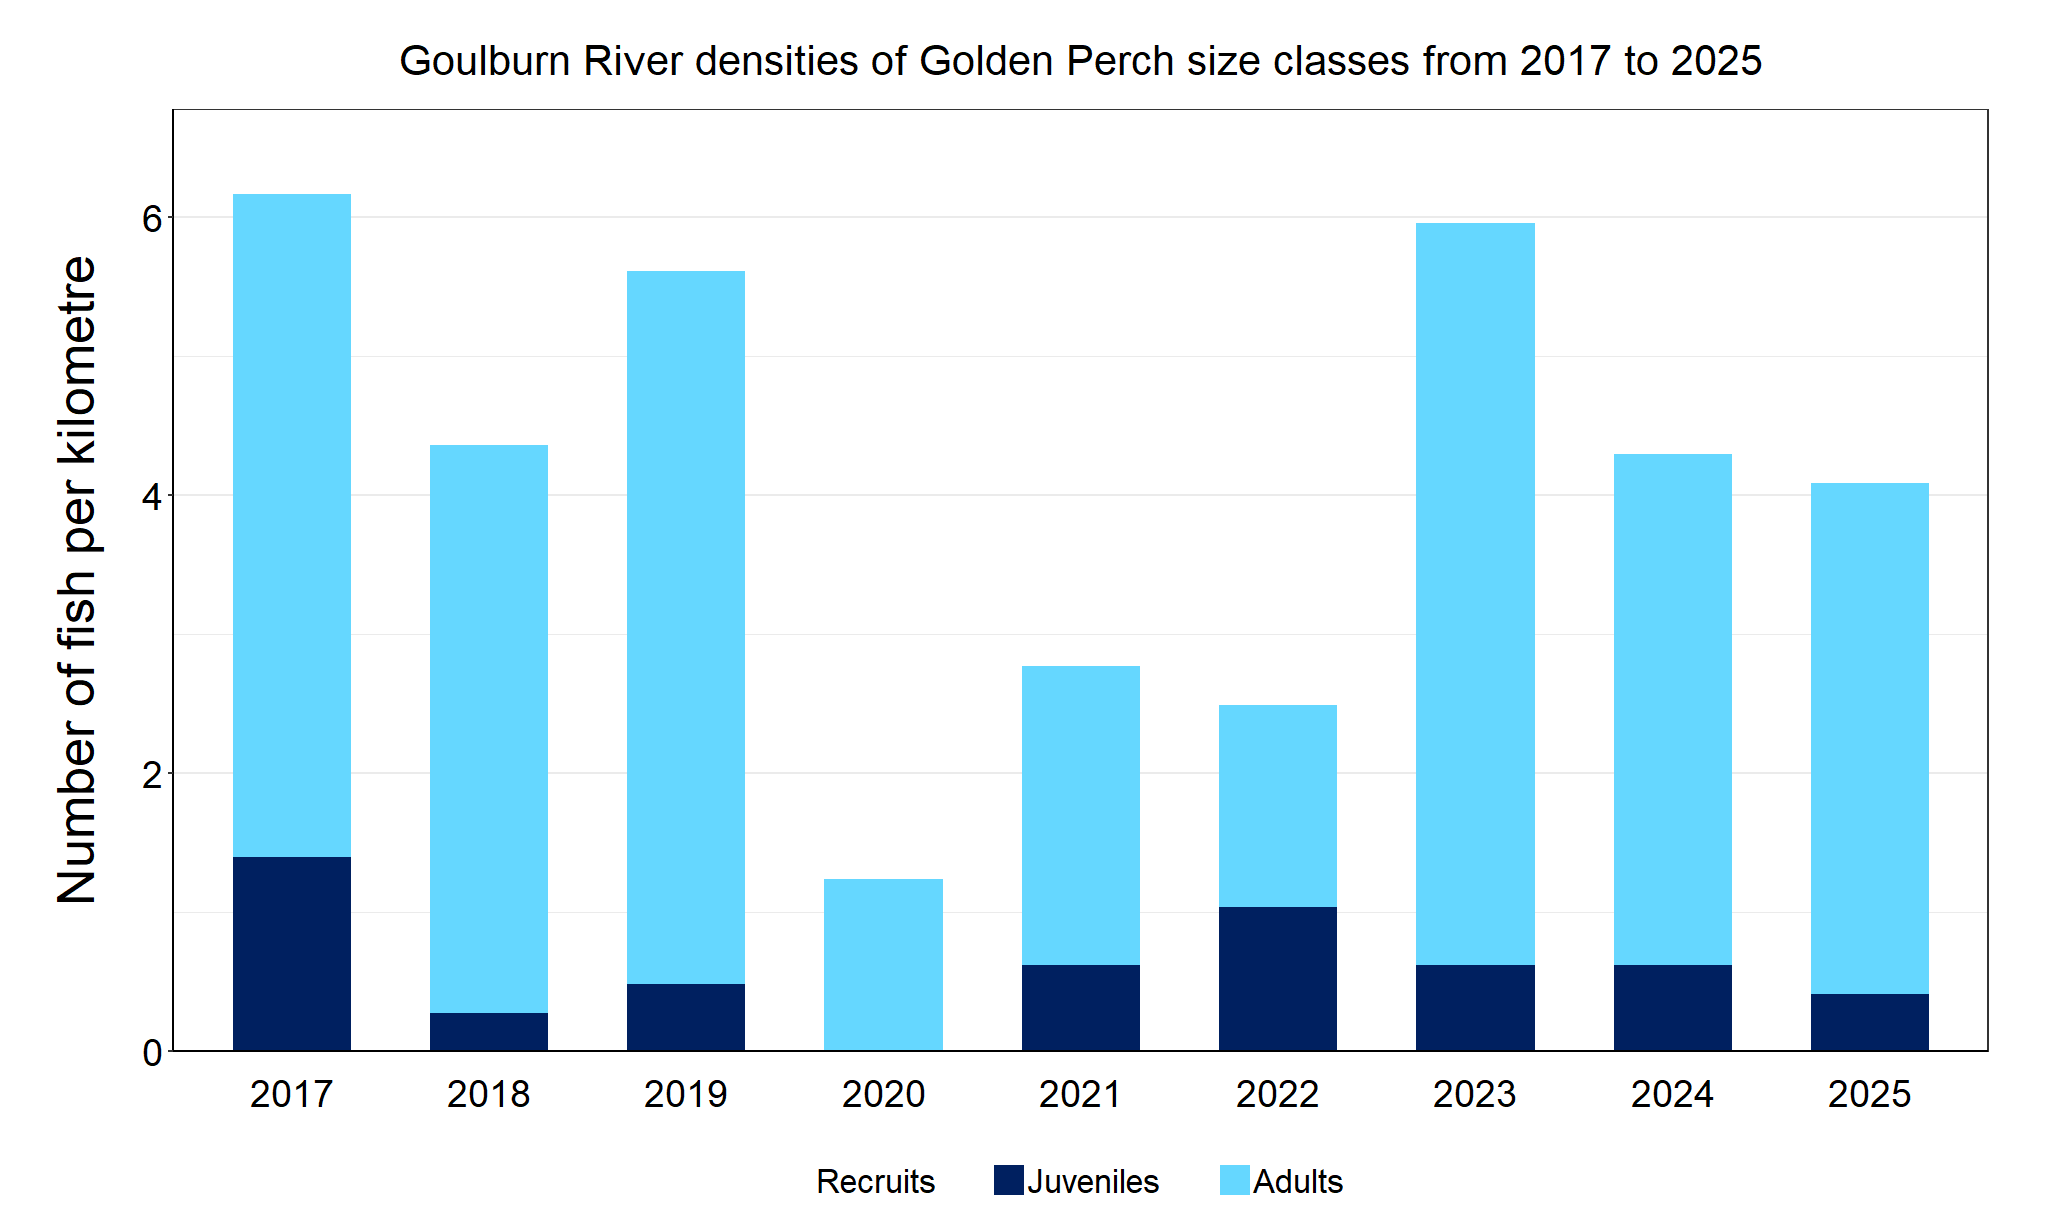 Goulburn River densities of Golden Perch size classes from 2017 to 2025
Number of fish per kilometre
6
4
2
0
2017 2018 2019 2020 2021 2022 2023 2024 2025
Recruits Juveniles Adults